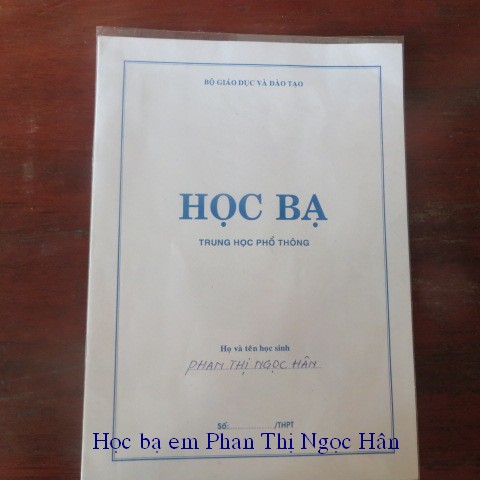 BỘ GIÁO DỤC VÀ ĐÀO TẠO
HỌC BẠ
TRUNG HỌC PHỔ THÔNG
Họ và tên học sinh
PHAN THỊ NGỌC HÂN
Số: ............... /THPT
Học bạ em Phan Thị Ngọc Hân